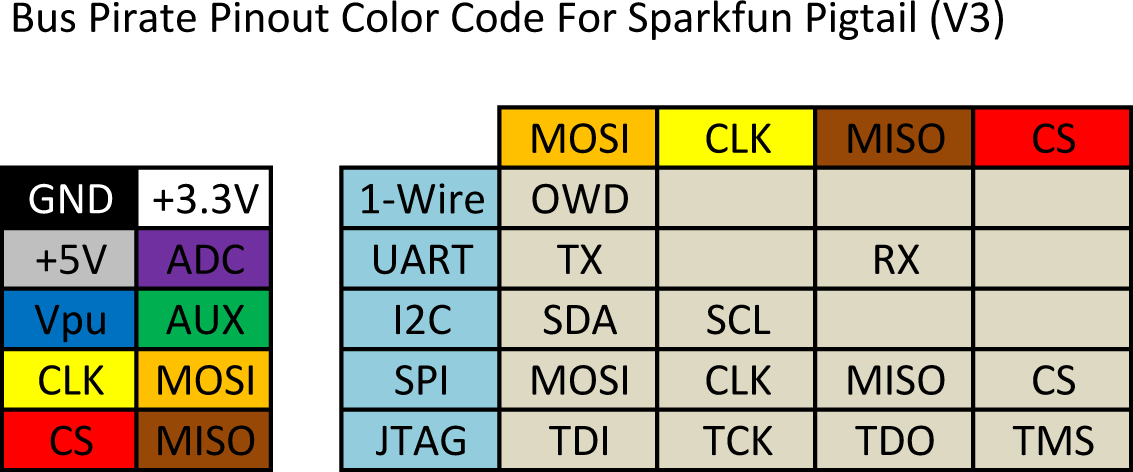 Bus Pirate Pinout Color Code For Sparkfun Pigtail (V3)
MOSI CLK MISO CS
GND +3.3V 1-Wire OWD
+5V ADC UART TX RX
Vpu AUX I2C SDA SCL
CLK MOSI SPI MOSI CLK MISO CS
CS MISO JTAG TDI TCK TDO TMS